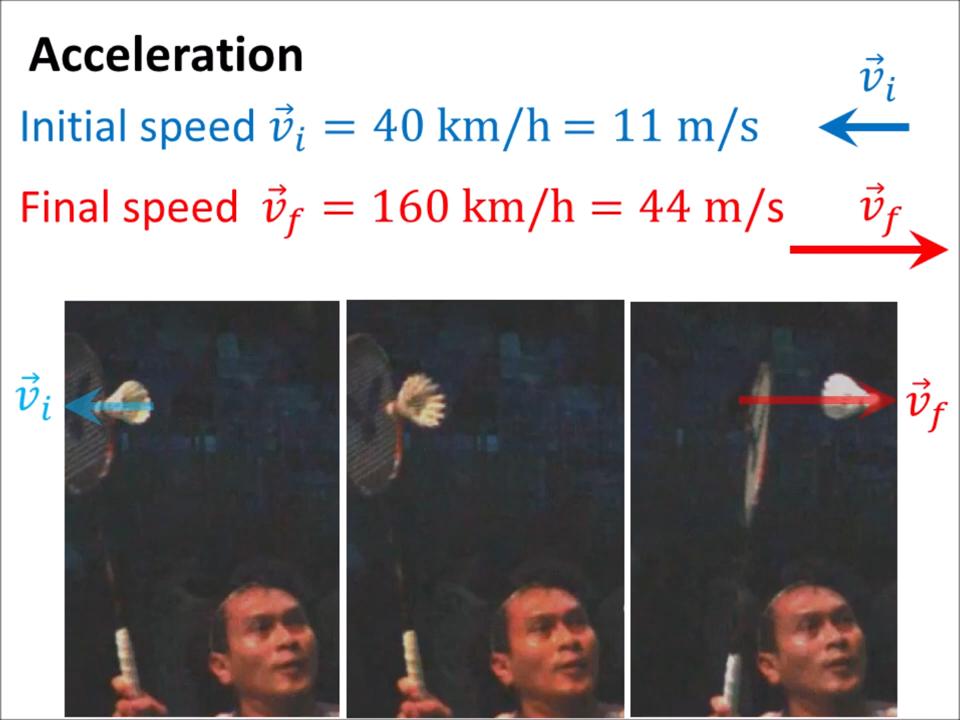 Acceleration
v⃗ᵢ
Initial speed v⃗ᵢ = 40 km/h = 11 m/s
Final speed v⃗_f = 160 km/h = 44 m/s
v⃗_f
v⃗ᵢ
v⃗_f